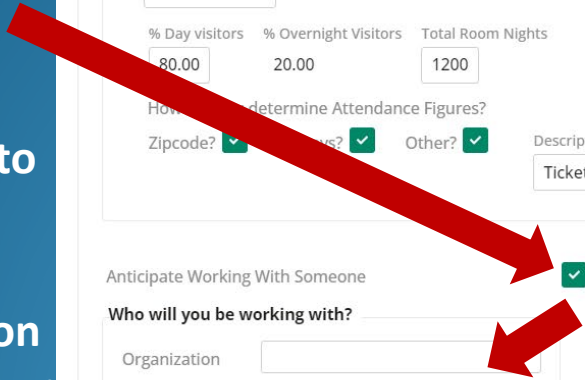 % Day visitors % Overnight Visitors Total Room Nights
80.00 20.00 1200
determine Attendance Figures?
Zipcode? Other?
to
Anticipate Working With Someone
Who will you be working with?
on
Organization